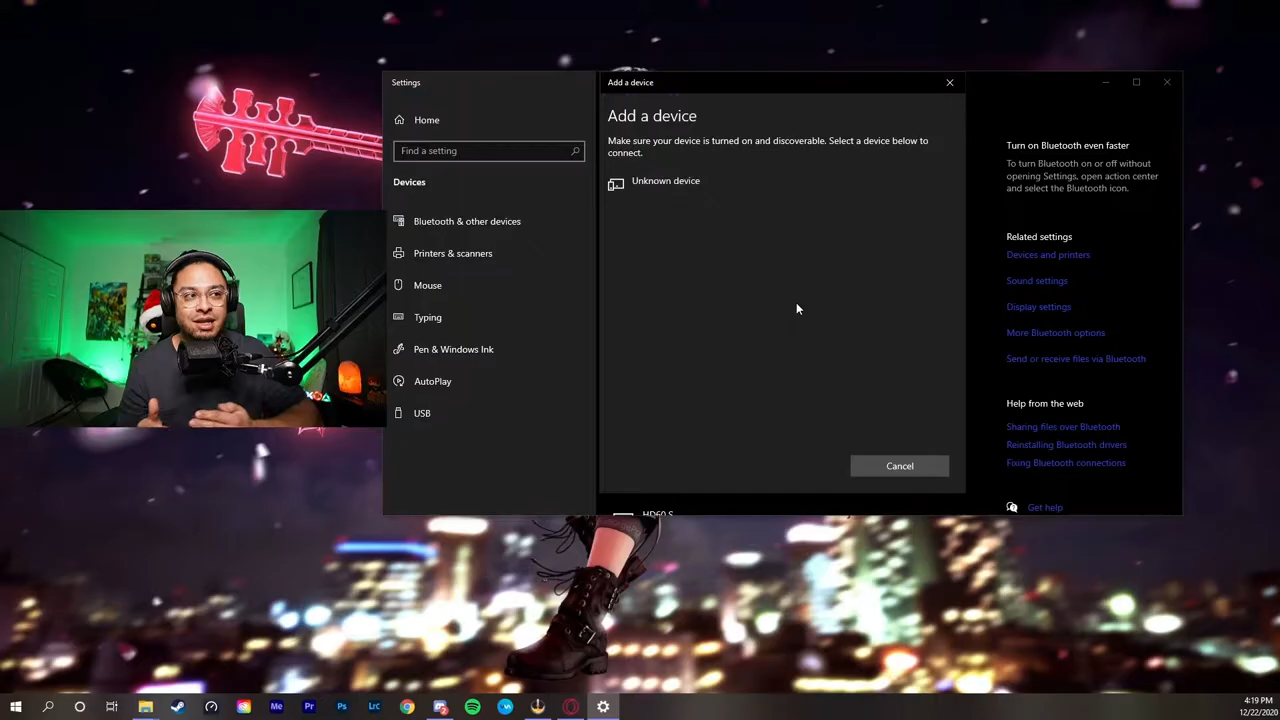 Settings
Home
Find a setting
Devices
Bluetooth & other devices
Printers & scanners
Mouse
Typing
Pen & Windows Ink
AutoPlay
USB
Add a device
Add a device
Make sure your device is turned on and discoverable. Select a device below to
connect.
Unknown device
Cancel
HD60 S
Turn on Bluetooth even faster
To turn Bluetooth on or off without
opening Settings, open action center
and select the Bluetooth icon.
Related settings
Devices and printers
Sound settings
Display settings
More Bluetooth options
Send or receive files via Bluetooth
Help from the web
Sharing files over Bluetooth
Reinstalling Bluetooth drivers
Fixing Bluetooth connections
Get help
Me
Pr
Ps
Lrc
4:19 PM
12/22/2020